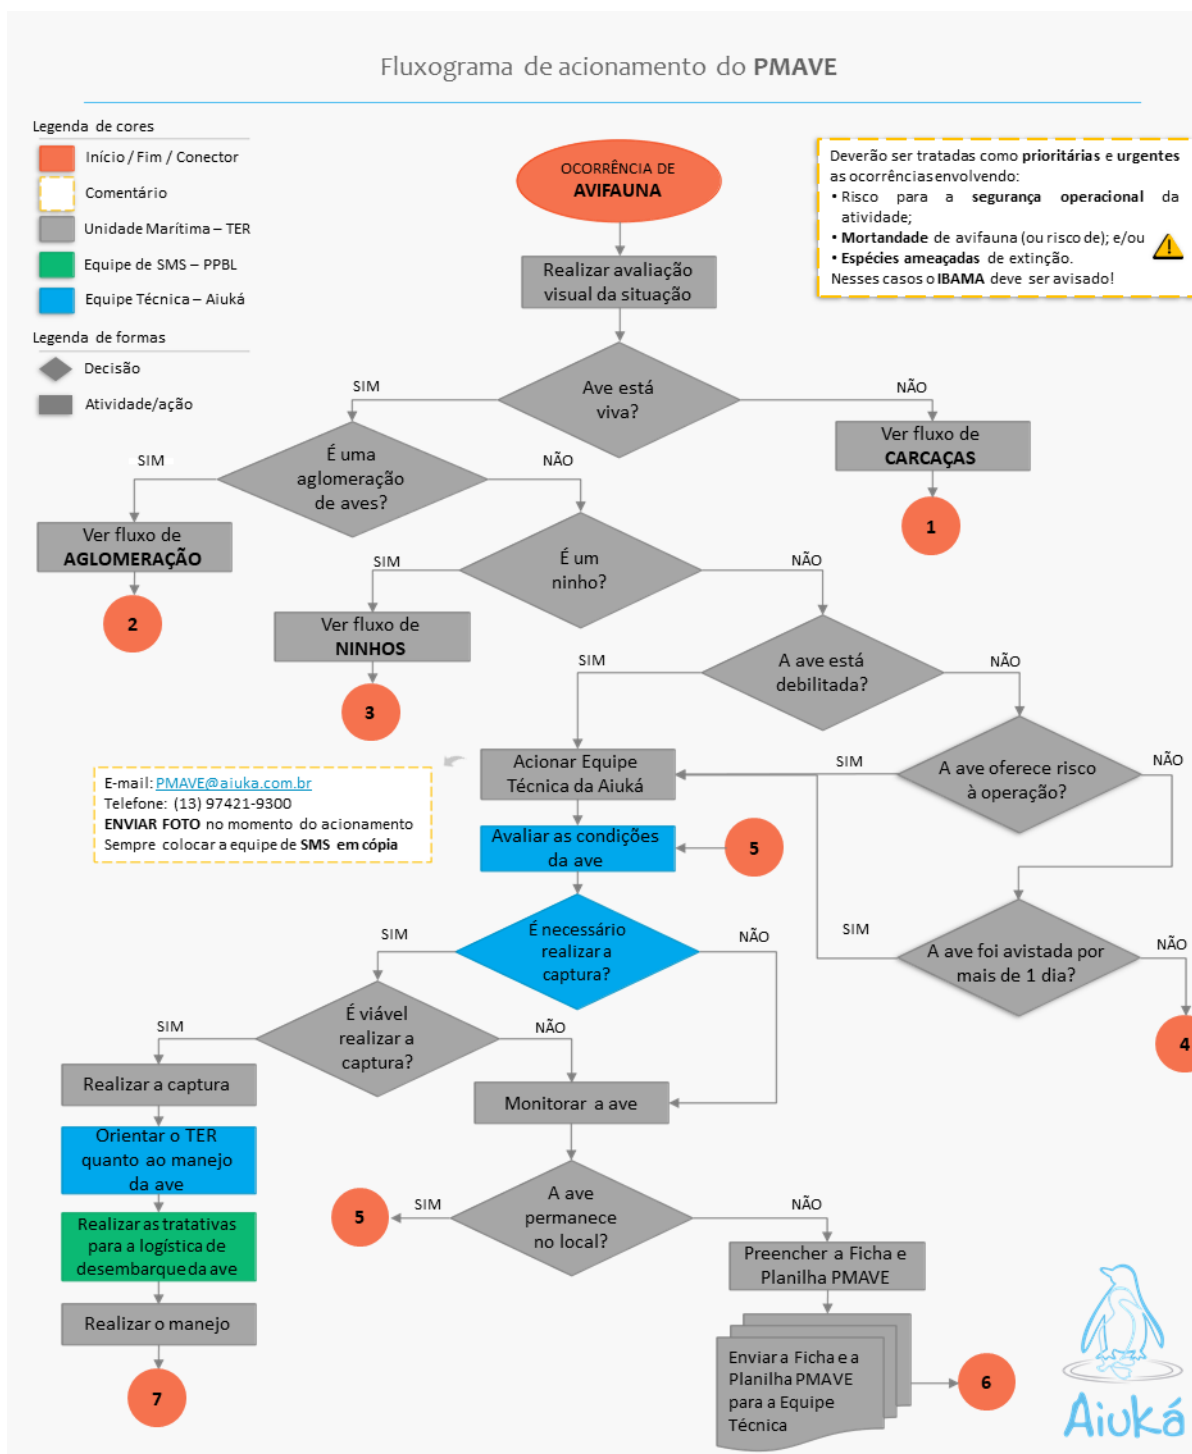 Fluxograma de acionamento do PMAVE
Legenda de cores
Início / Fim / Conector
Comentário
Unidade Marítima – TER
Equipe de SMS – PPBL
Equipe Técnica – Aiuká
Legenda de formas
Decisão
Atividade/ação
OCORRÊNCIA DE
AVIFAUNA
Deverão ser tratadas como prioritárias e urgentes
as ocorrências envolvendo:
• Risco para a segurança operacional da
atividade;
• Mortandade de avifauna (ou risco de); e/ou
• Espécies ameaçadas de extinção.
Nesses casos o IBAMA deve ser avisado!
Realizar avaliação
visual da situação
Ave está
viva?
SIM
NÃO
Ver fluxo de
CARCAÇAS
1
É uma
aglomeração
de aves?
SIM
NÃO
Ver fluxo de
AGLOMERAÇÃO
2
É um
ninho?
SIM
NÃO
Ver fluxo de
NINHOS
3
A ave está
debilitada?
SIM
NÃO
Acionar Equipe
Técnica da Aiuká
A ave oferece risco
à operação?
SIM
NÃO
E-mail: PMAVE@aiuka.com.br
Telefone: (13) 97421-9300
ENVIAR FOTO no momento do acionamento
Sempre colocar a equipe de SMS em cópia
Avaliar as condições
da ave
5
É necessário
realizar a
captura?
SIM
NÃO
A ave foi avistada por
mais de 1 dia?
SIM
NÃO
4
É viável
realizar a
captura?
SIM
NÃO
Realizar a captura
Monitorar a ave
Orientar o TER
quanto ao manejo
da ave
A ave
permanece
no local?
SIM
NÃO
5
Realizar as tratativas
para a logística de
desembarque da ave
Preencher a Ficha e
Planilha PMAVE
Realizar o manejo
7
Enviar a Ficha e a
Planilha PMAVE
para a Equipe
Técnica
6
Aiuká